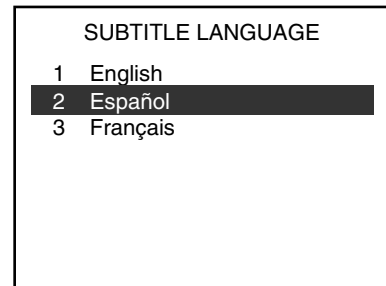 SUBTITLE LANGUAGE
1 English
2 Español
3 Français